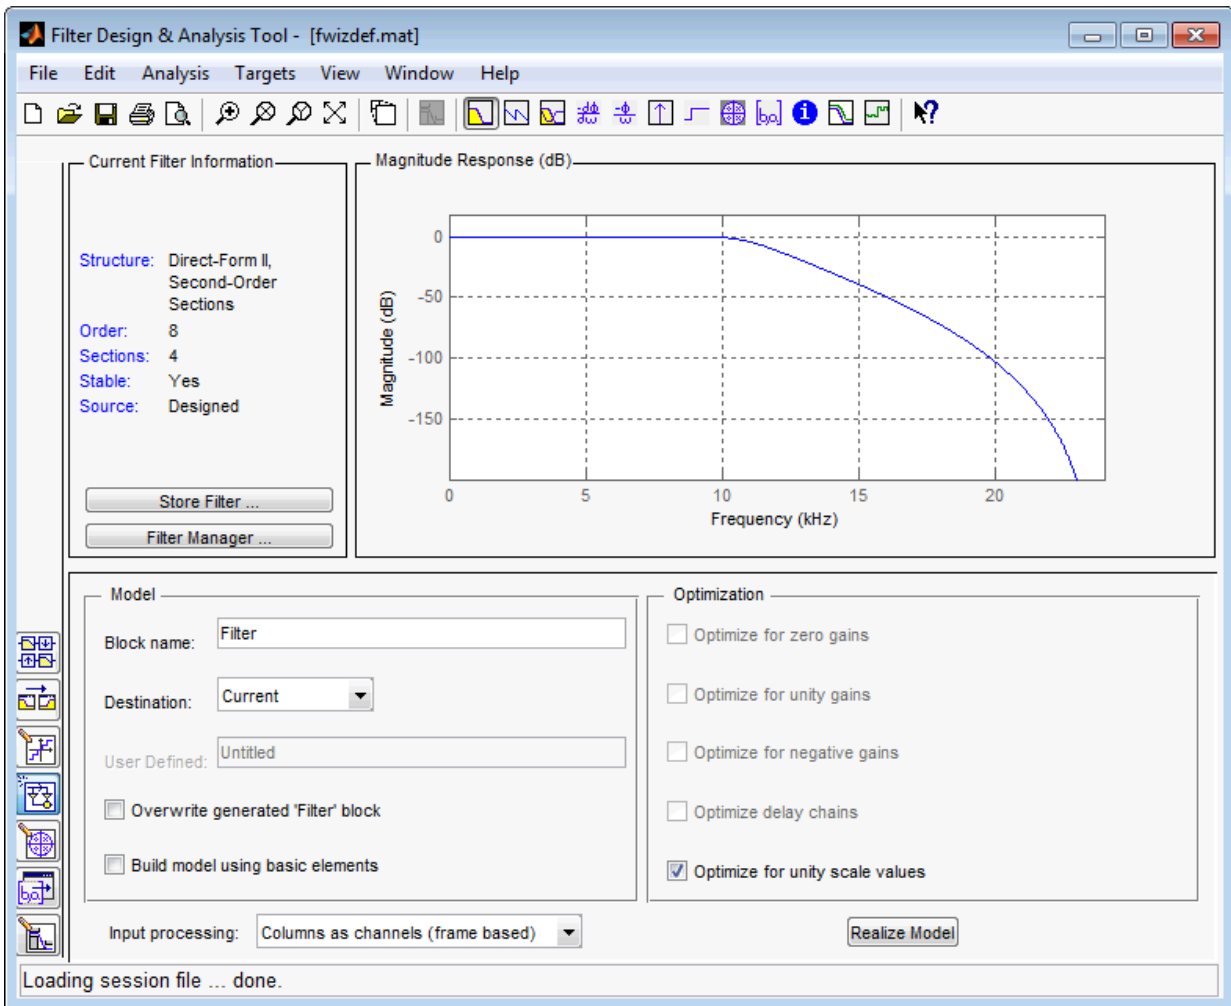 Filter Design & Analysis Tool - [fwizdef.mat]
File Edit Analysis Targets View Window Help
Current Filter Information
Structure: Direct-Form II,
Second-Order
Sections
Order: 8
Sections: 4
Stable: Yes
Source: Designed
Store Filter ...
Filter Manager ...
Magnitude Response (dB)
Magnitude (dB)
0
-50
-100
-150
0 5 10 15 20
Frequency (kHz)
Model
Block name: Filter
Destination: Current
User Defined: Untitled
Overwrite generated 'Filter' block
Build model using basic elements
Optimization
Optimize for zero gains
Optimize for unity gains
Optimize for negative gains
Optimize delay chains
Optimize for unity scale values
Input processing: Columns as channels (frame based)
Realize Model
Loading session file ... done.